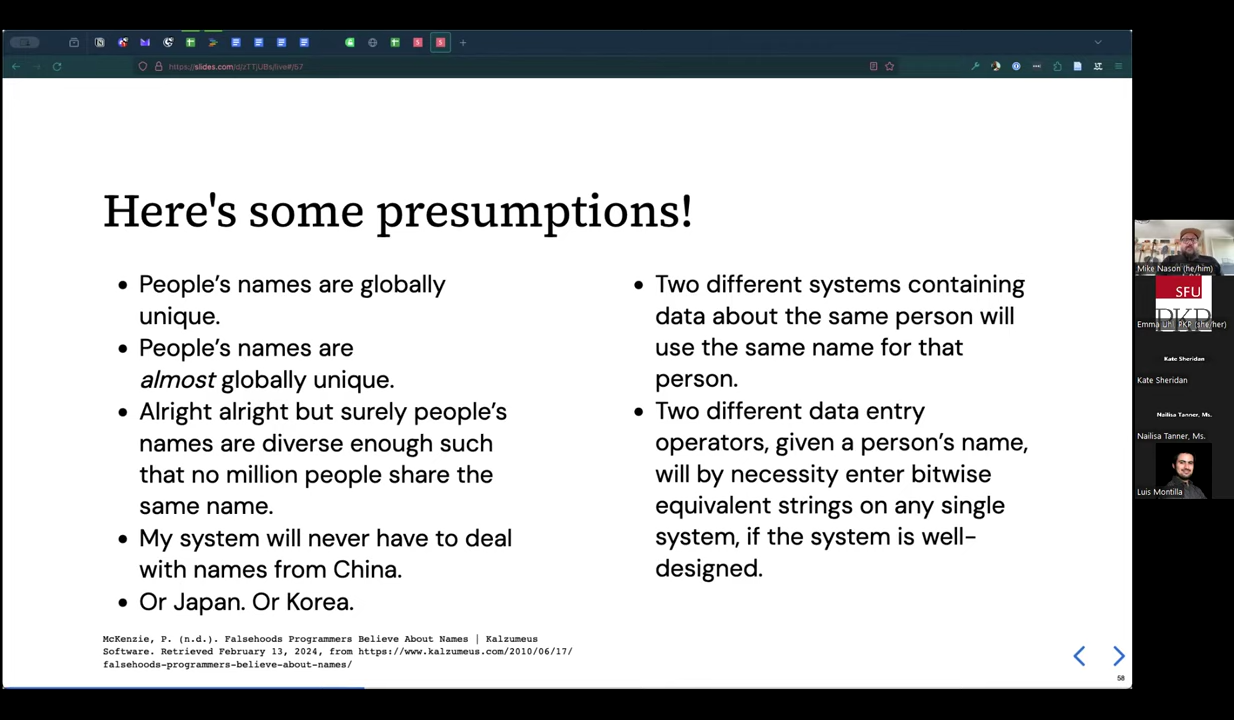 https://slides.com/d/zTTjUBs/live#/67
Here's some presumptions!
• People’s names are globally
unique.
• People’s names are
almost globally unique.
• Alright alright but surely people’s
names are diverse enough such
that no million people share the
same name.
• My system will never have to deal
with names from China.
• Or Japan. Or Korea.
• Two different systems containing
data about the same person will
use the same name for that
person.
• Two different data entry
operators, given a person’s name,
will by necessity enter bitwise
equivalent strings on any single
system, if the system is well-
designed.
McKenzie, P. (n.d.). Falsehoods Programmers Believe About Names | Kalzumeus
Software. Retrieved February 13, 2024, from https://www.kalzumeus.com/2010/06/17/
falsehoods-programmers-believe-about-names/
58
Mike Nason (he/him)
SFU
PKP
Emma Uhl, PKP (she/her)
Kate Sheridan
Kate Sheridan
Nailisa Tanner, Ms.
Nailisa Tanner, Ms.
Luis Montilla